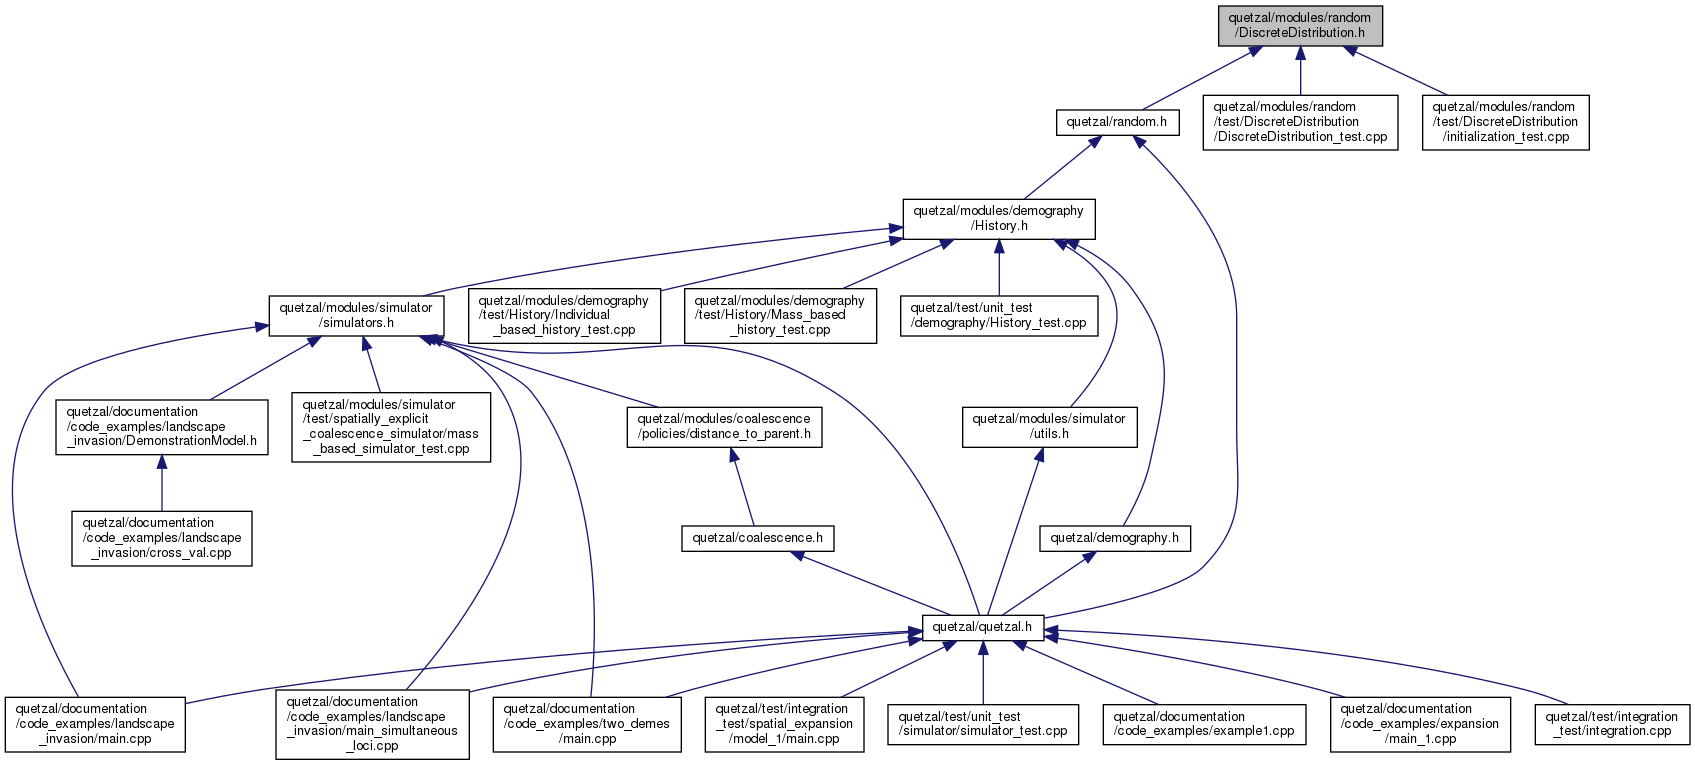 quetzal/modules/random
/DiscreteDistribution.h
quetzal/random.h
quetzal/modules/random
/test/DiscreteDistribution
/DiscreteDistribution_test.cpp
quetzal/modules/random
/test/DiscreteDistribution
/initialization_test.cpp
quetzal/modules/demography
/History.h
quetzal/modules/simulator
/simulators.h
quetzal/modules/demography
/test/History/Individual
_based_history_test.cpp
quetzal/modules/demography
/test/History/Mass_based
_history_test.cpp
quetzal/test/unit_test
/demography/History_test.cpp
quetzal/documentation
/code_examples/landscape
_invasion/DemonstrationModel.h
quetzal/modules/simulator
/test/spatially_explicit
_coalescence_simulator/mass
_based_simulator_test.cpp
quetzal/modules/coalescence
/policies/distance_to_parent.h
quetzal/modules/simulator
/utils.h
quetzal/documentation
/code_examples/landscape
_invasion/cross_val.cpp
quetzal/coalescence.h
quetzal/demography.h
quetzal/quetzal.h
quetzal/documentation
/code_examples/landscape
_invasion/main.cpp
quetzal/documentation
/code_examples/landscape
_invasion/main_simultaneous
_loci.cpp
quetzal/documentation
/code_examples/two_demes
/main.cpp
quetzal/test/integration
_test/spatial_expansion
/model_1/main.cpp
quetzal/test/unit_test
/simulator/simulator_test.cpp
quetzal/documentation
/code_examples/example1.cpp
quetzal/documentation
/code_examples/expansion
/main_1.cpp
quetzal/test/integration
_test/integration.cpp